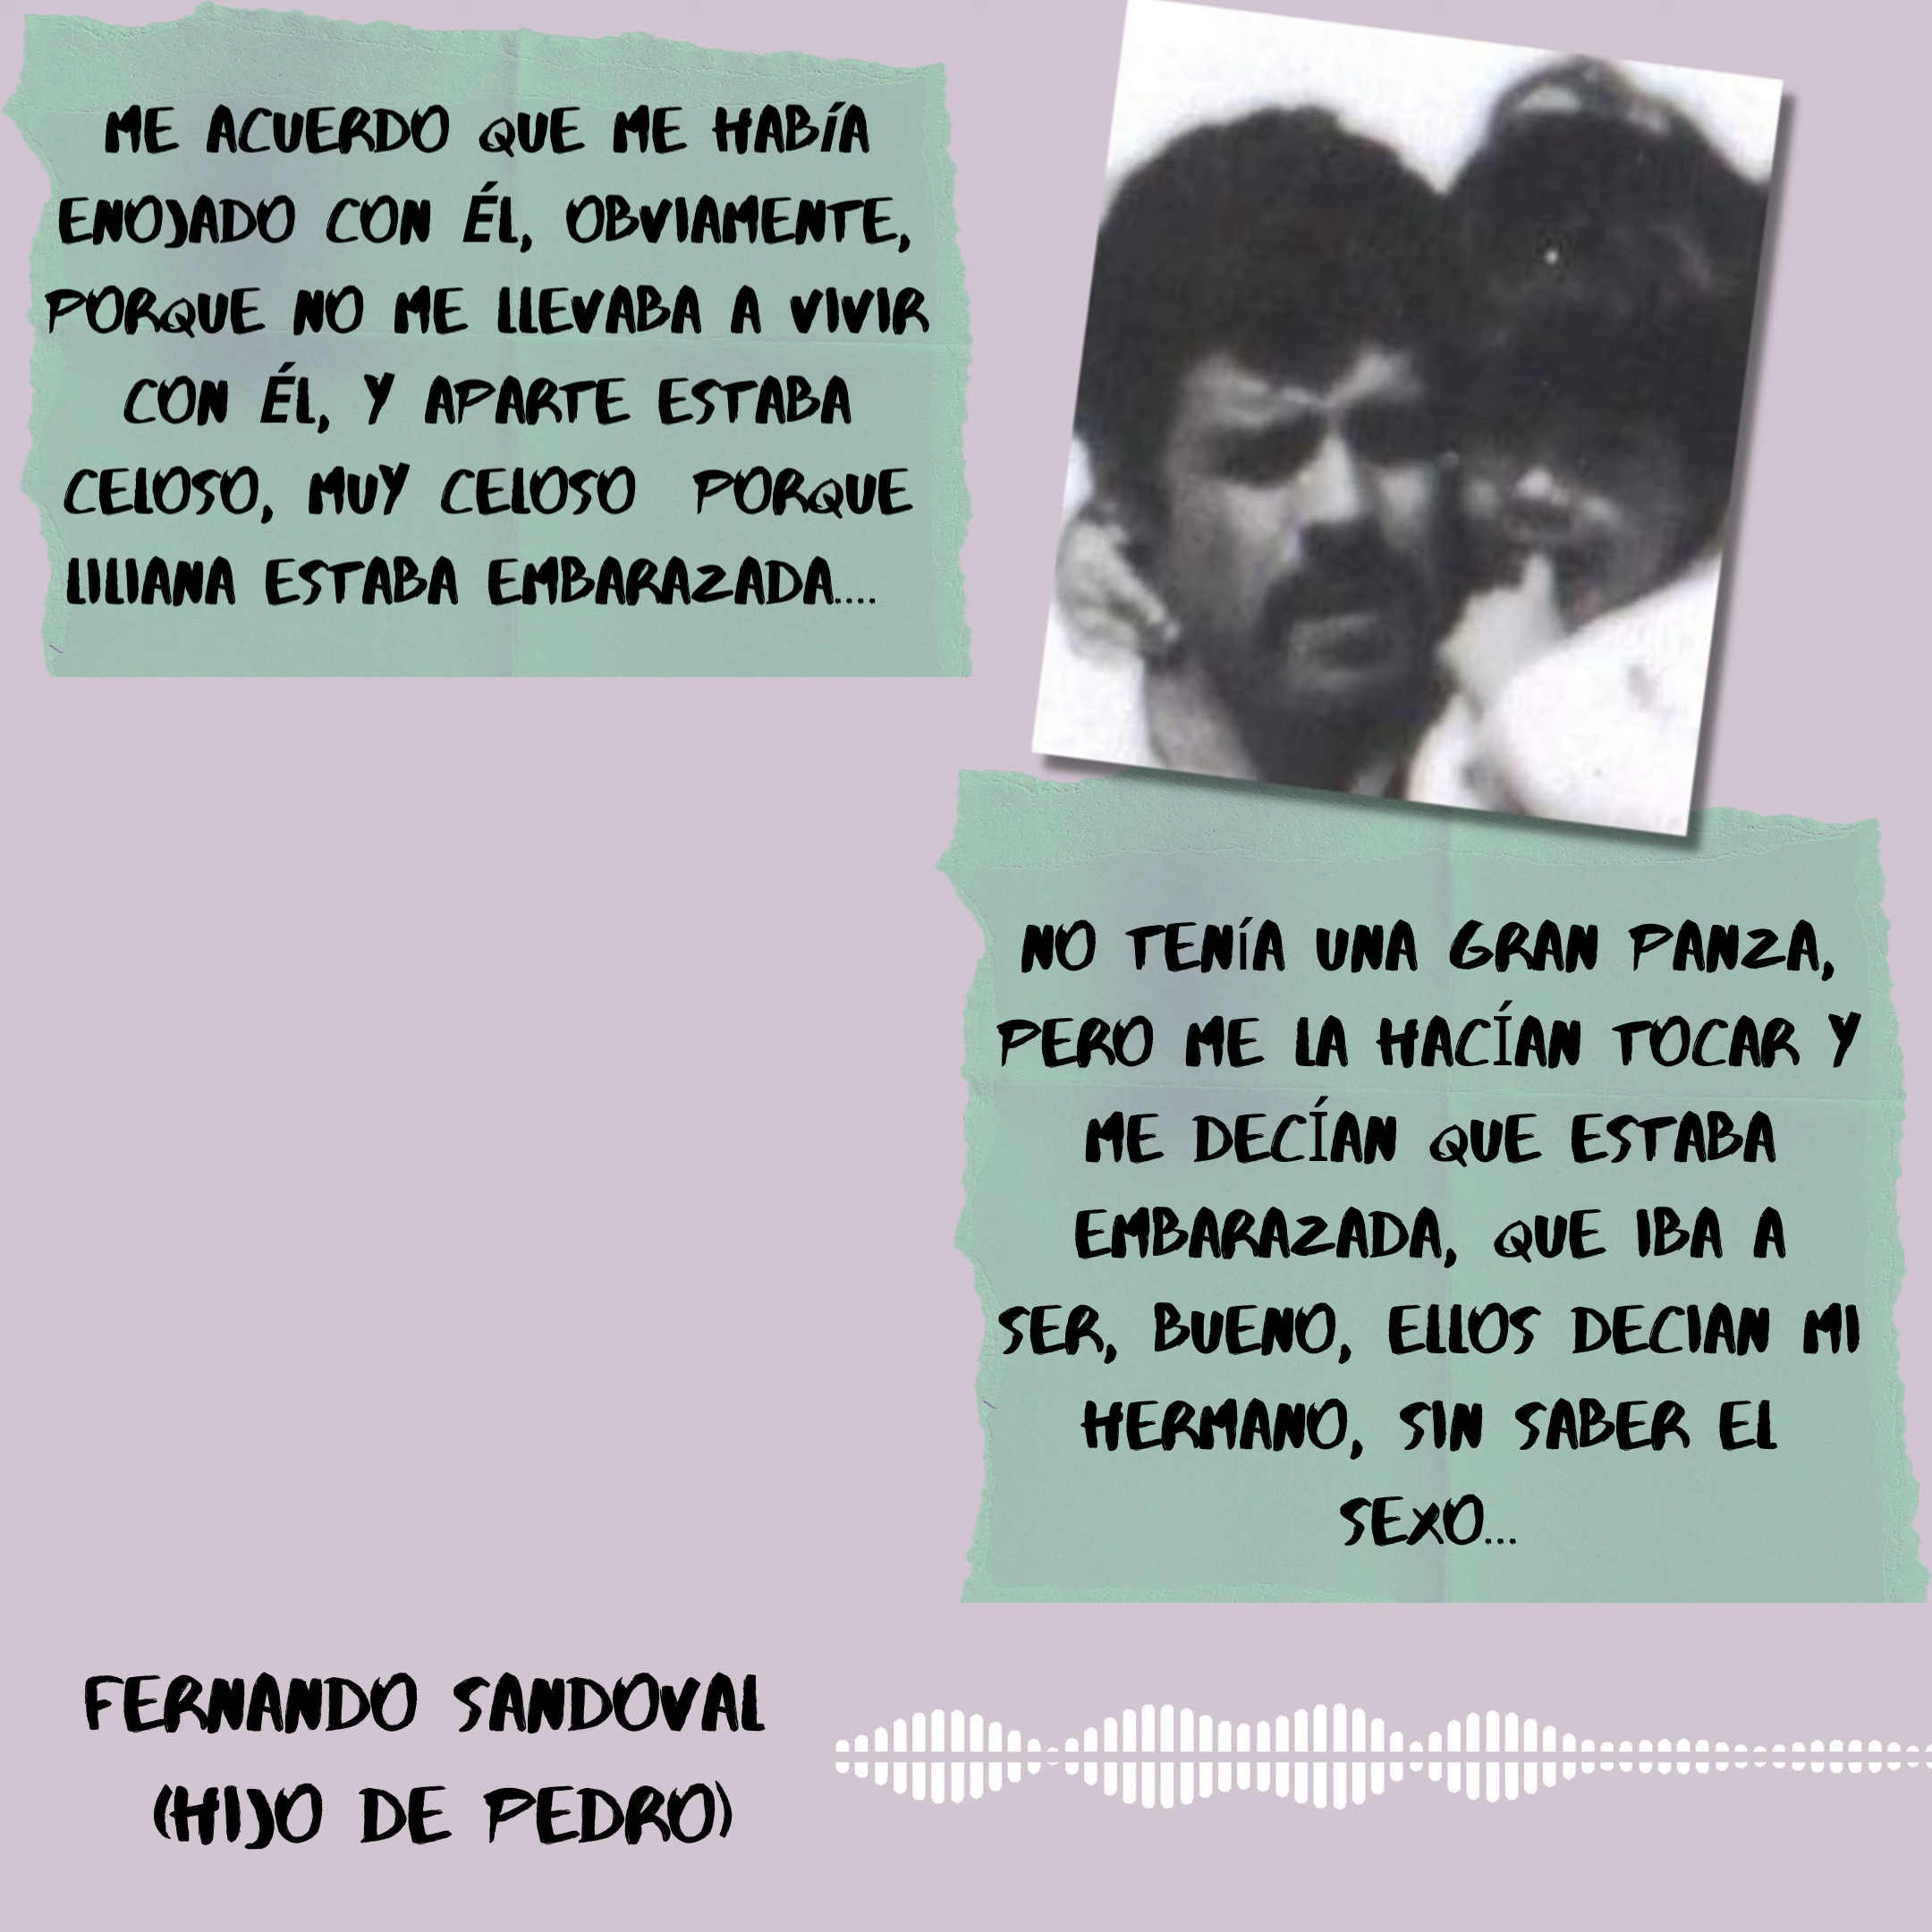 ME ACUERDO QUE ME HABÍA
ENOJADO CON ÉL, OBVIAMENTE,
PORQUE NO ME LLEVABA A VIVIR
CON ÉL, Y APARTE ESTABA
CELOSO, MUY CELOSO PORQUE
LILIANA ESTABA EMBARAZADA....
NO TENÍA UNA GRAN PANZA,
PERO ME LA HACÍAN TOCAR Y
ME DECÍAN QUE ESTABA
EMBARAZADA, QUE IBA A
SER, BUENO, ELLOS DECIAN MI
HERMANO, SIN SABER EL
SEXO...
FERNANDO SANDOVAL
(HIJO DE PEDRO)